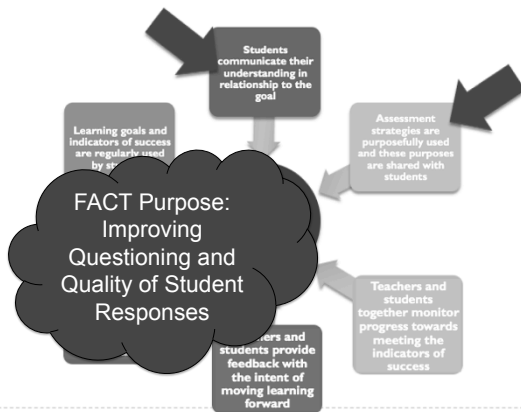 Students
communicate their
understanding in
relationship to the
goal
Assessment
strategies are
purposefully used
and these purposes
are shared with
students
Learning goals and
indicators of success
are regularly used
FACT Purpose:
Improving
Questioning and
Quality of Student
Responses
Teachers and
students together monitor
progress towards
meeting the
indicators of
success
students provide
feedback with
the intent of
moving learning
forward